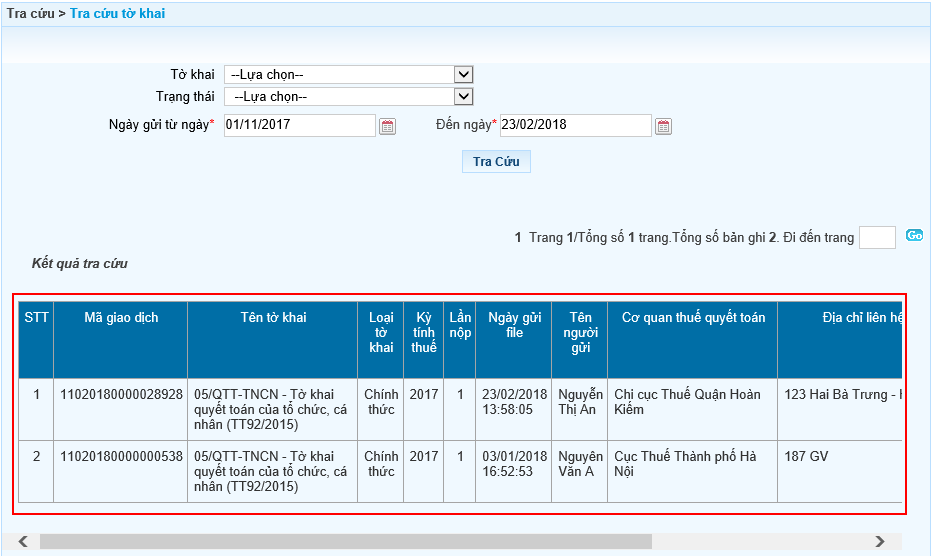 Tra cứu > Tra cứu tờ khai
Tờ khai --Lựa chọn--
Trạng thái --Lựa chọn--
Ngày gửi từ ngày* 01/11/2017 Đến ngày* 23/02/2018
Tra Cứu
1 Trang 1/Tổng số 1 trang.Tổng số bản ghi 2. Đi đến trang Go
Kết quả tra cứu
STT
Mã giao dịch
Tên tờ khai
Loại
tờ
khai
Kỳ
tính
thuế
Lần
nộp
Ngày gửi
file
Tên
người
gửi
Cơ quan thuế quyết toán
Địa chỉ liên hệ
1
11020180000028928
05/QTT-TNCN - Tờ khai
quyết toán của tổ chức, cá
nhân (TT92/2015)
Chính
thức
2017
1
23/02/2018
13:58:05
Nguyễn
Thị An
Chi cục Thuế Quận Hoàn
Kiếm
123 Hai Bà Trưng -
2
11020180000000538
05/QTT-TNCN - Tờ khai
quyết toán của tổ chức, cá
nhân (TT92/2015)
Chính
thức
2017
1
03/01/2018
16:52:53
Nguyên
Văn A
Cục Thuế Thành phố Hà
Nội
187 GV